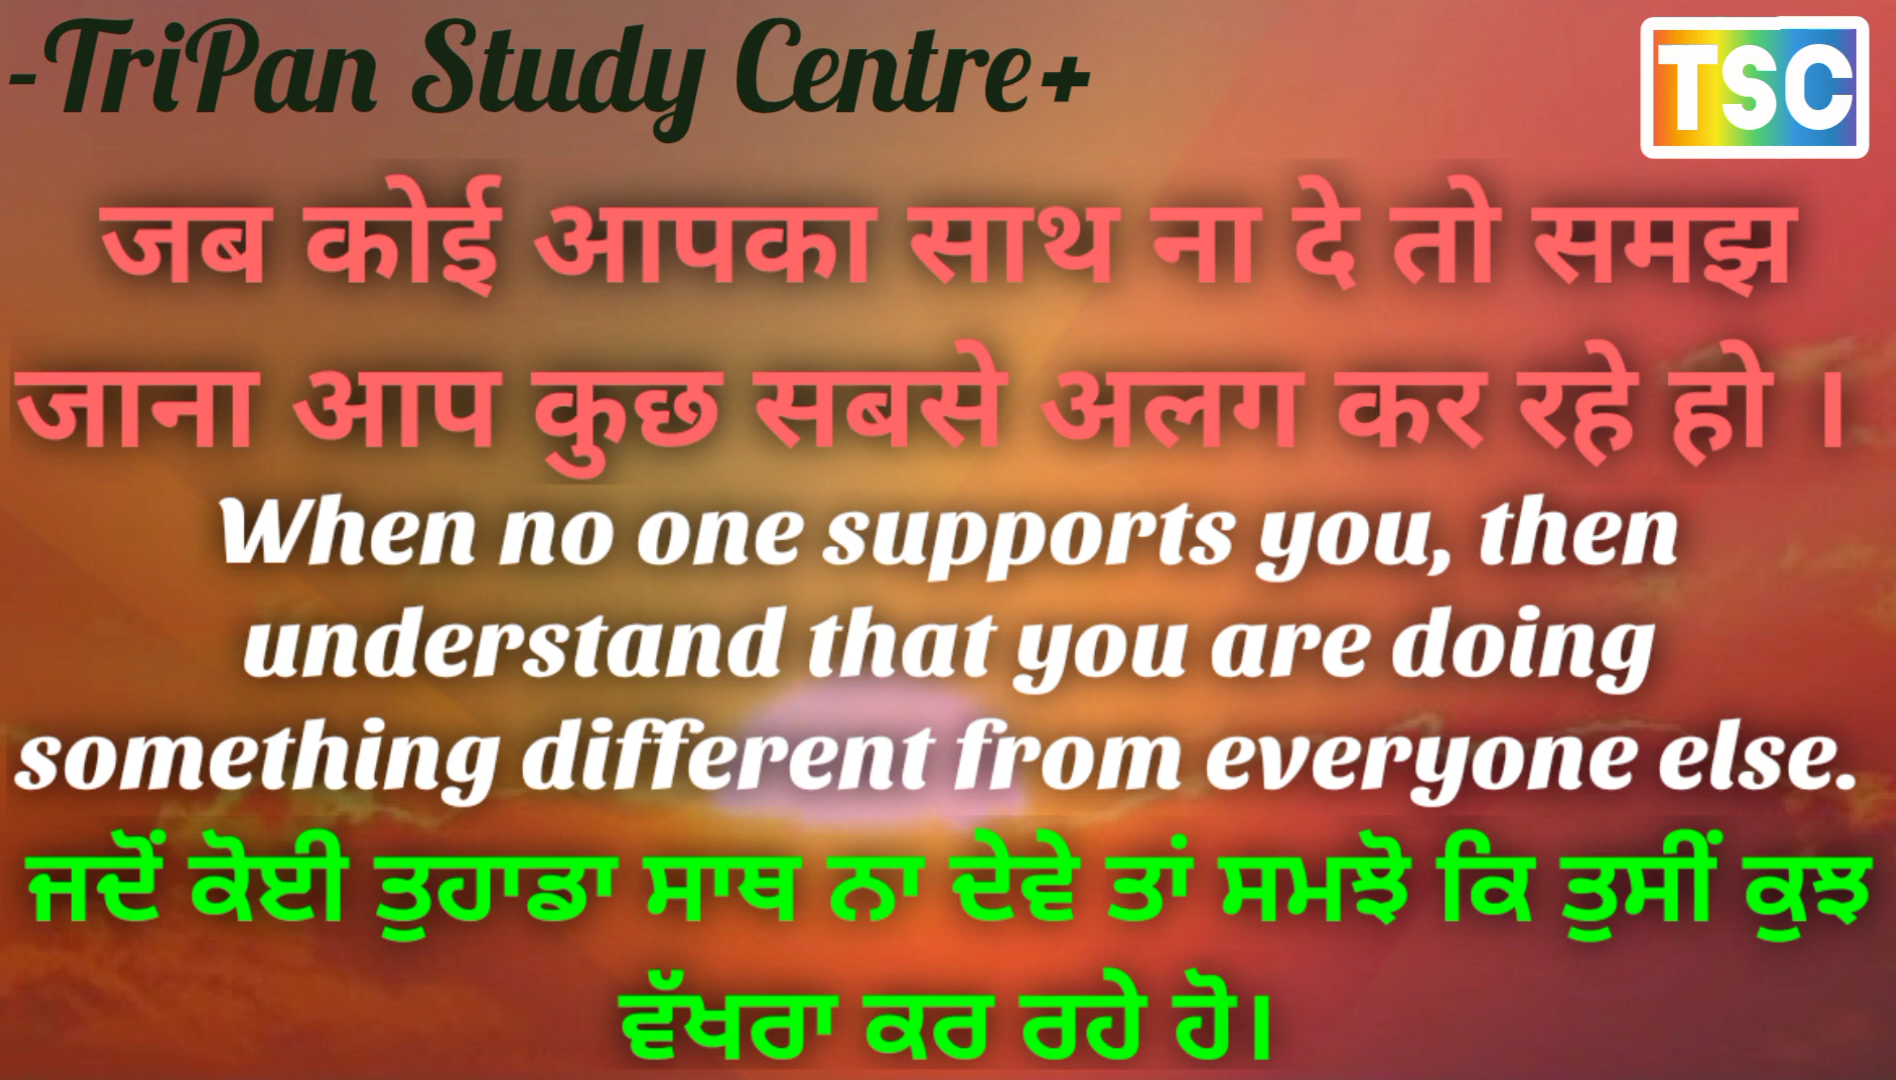 -TriPan Study Centre+
TSC
जब कोई आपका साथ ना दे तो समझ
जाना आप कुछ सबसे अलग कर रहे हो ।
When no one supports you, then
understand that you are doing
something different from everyone else.
ਜਦੋਂ ਕੋਈ ਤੁਹਾਡਾ ਸਾਥ ਨਾ ਦੇਵੇ ਤਾਂ ਸਮਝੋ ਕਿ ਤੁਸੀਂ ਕੁਝ
ਵੱਖਰਾ ਕਰ ਰਹੇ ਹੋ।